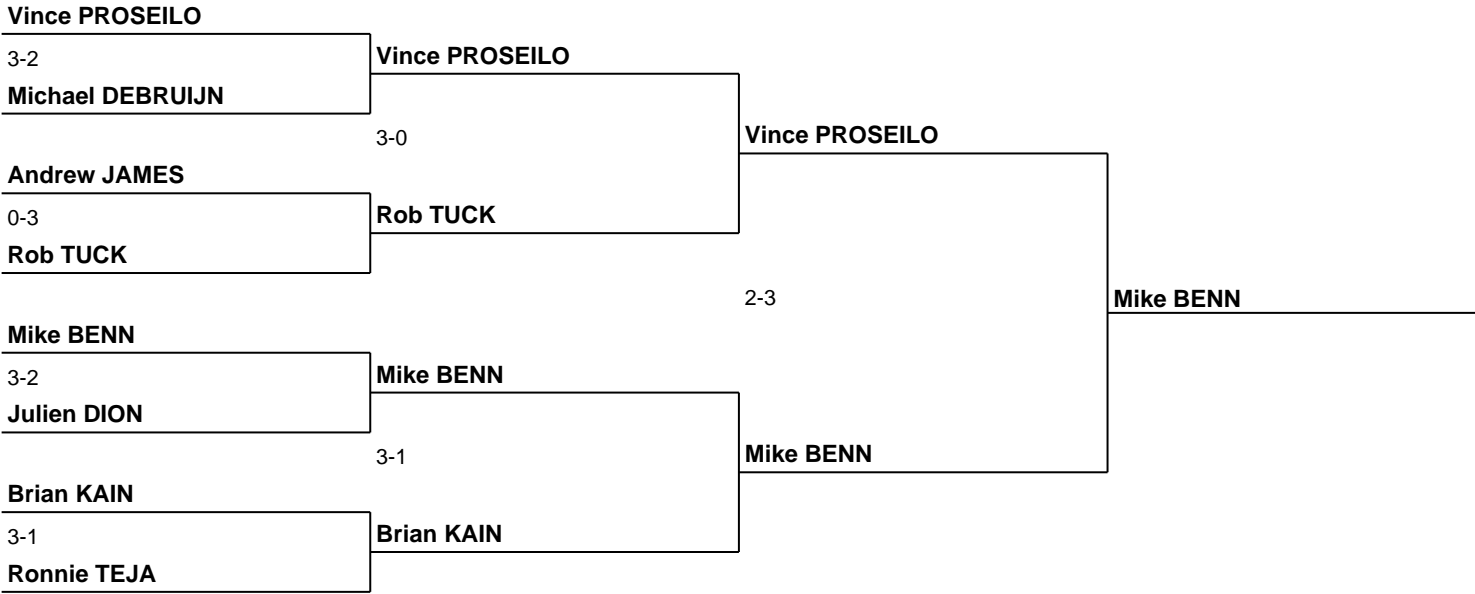 Vince PROSEILO
3-2
Michael DEBRUIJN
Andrew JAMES
0-3
Rob TUCK
Mike BENN
3-2
Julien DION
Brian KAIN
3-1
Ronnie TEJA
Vince PROSEILO
3-0
Rob TUCK
Mike BENN
3-1
Brian KAIN
Vince PROSEILO
2-3
Mike BENN
Mike BENN